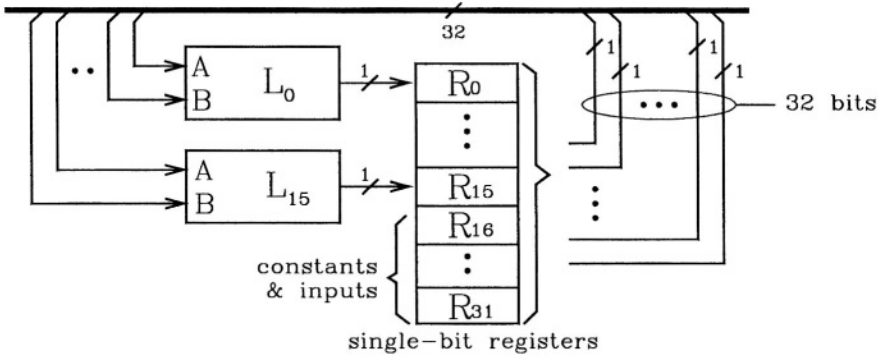 32
1 1
A L0 1 R0 1 1
B 32 bits
A L15 1 R15
B
R16
constants
& inputs
R31
single-bit registers